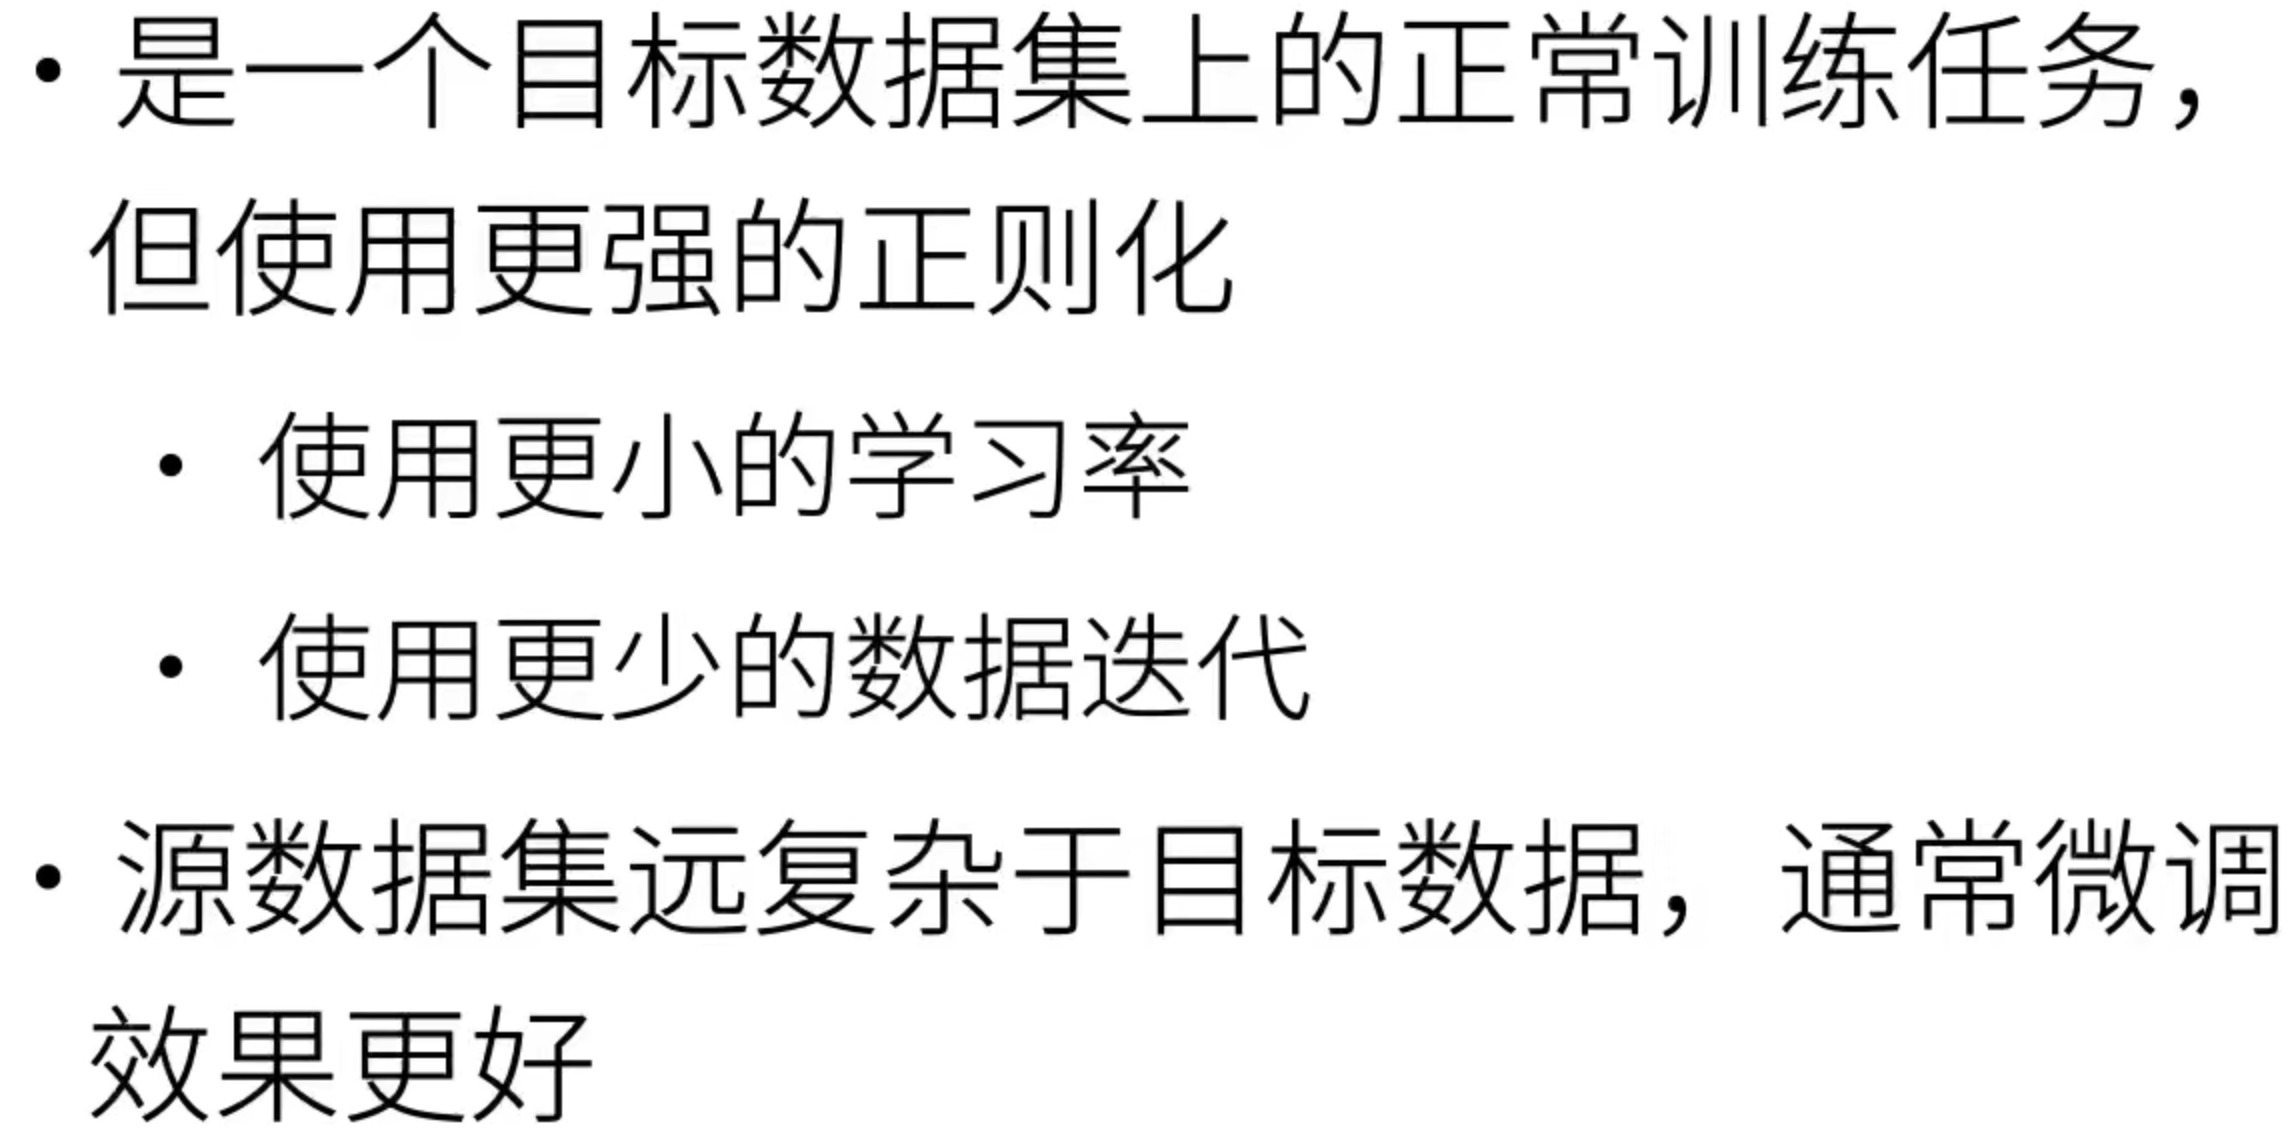 • 是一个目标数据集上的正常训练任务，
但使用更强的正则化
• 使用更小的学习率
• 使用更少的数据迭代
• 源数据集远复杂于目标数据，通常微调
效果更好